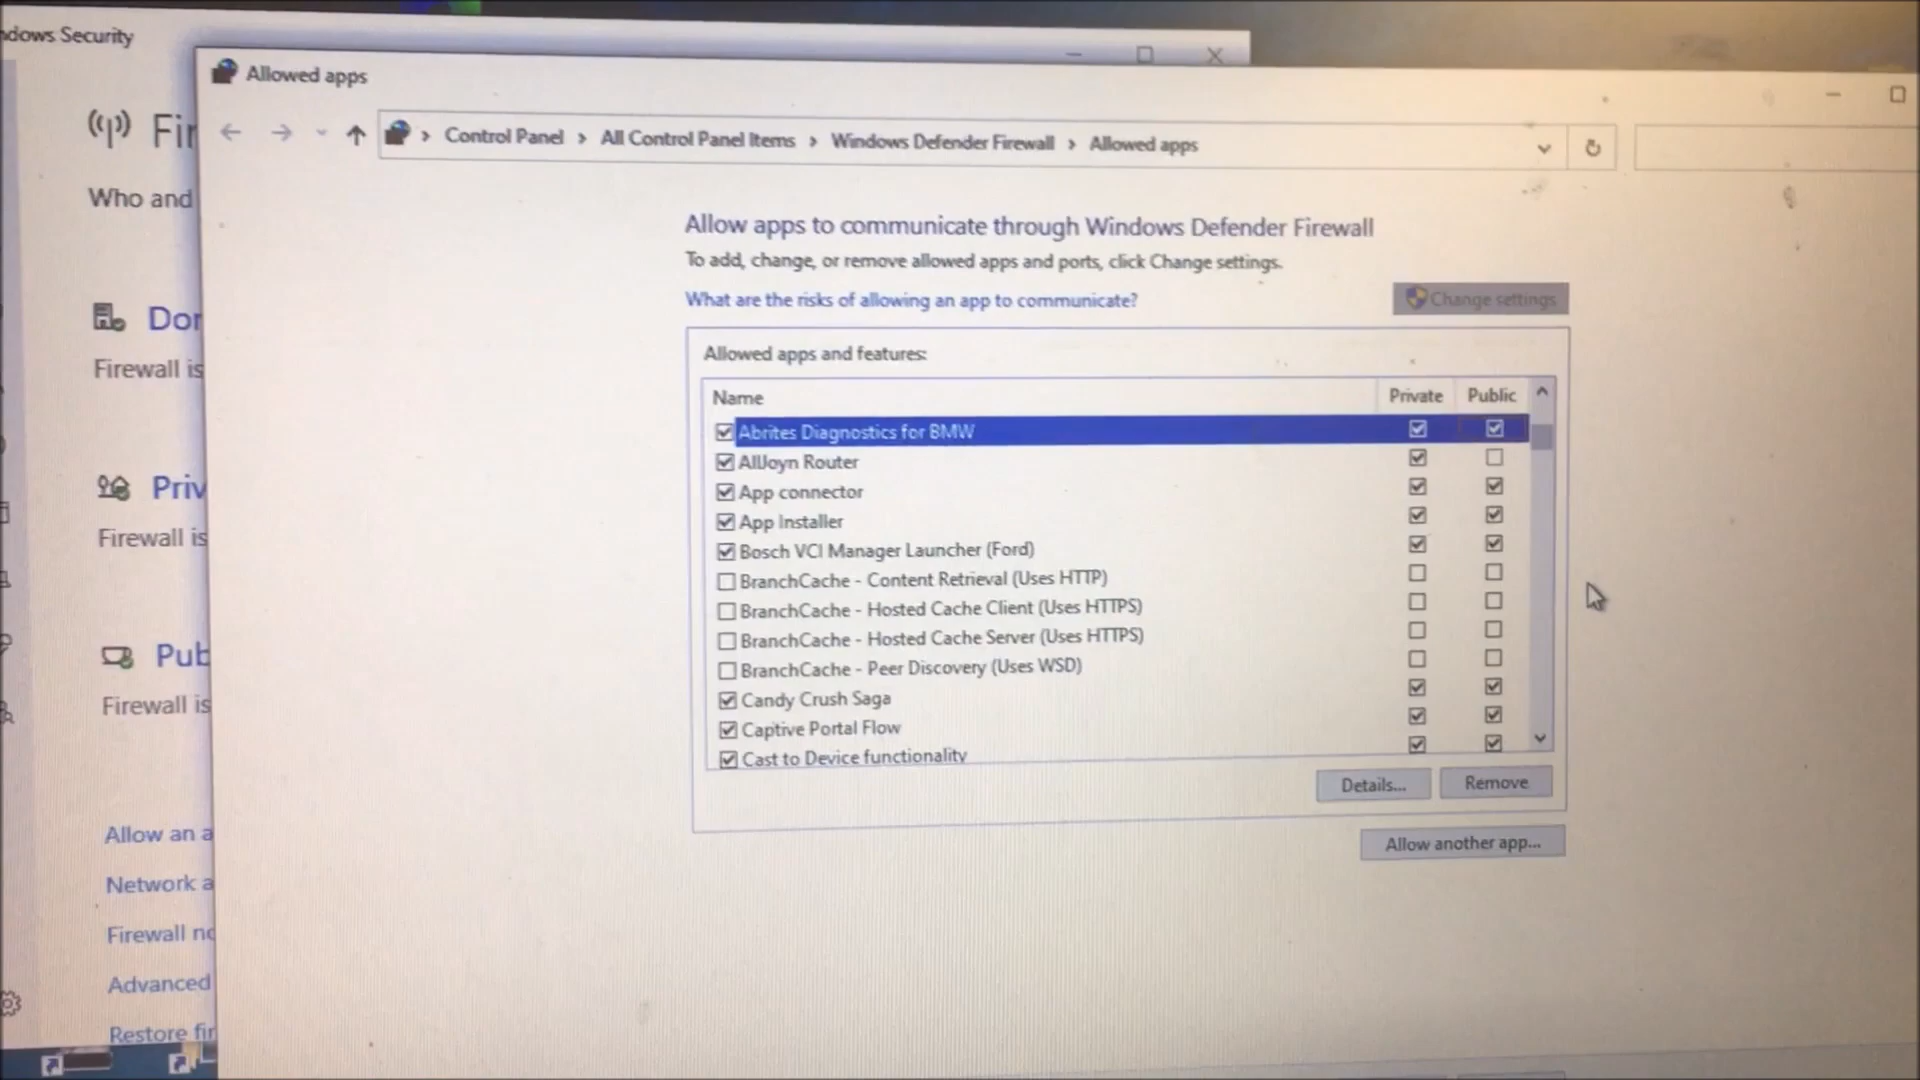 Windows Security
Allowed apps
Control Panel > All Control Panel Items > Windows Defender Firewall > Allowed apps
Who and
Allow apps to communicate through Windows Defender Firewall
To add, change, or remove allowed apps and ports, click Change settings.
What are the risks of allowing an app to communicate?
Change settings
Firewall is
Allowed apps and features:
Name Private Public
Abrites Diagnostics for BMW
AllJoyn Router
App connector
App Installer
Bosch VCI Manager Launcher (Ford)
Firewall is
BranchCache - Content Retrieval (Uses HTTP)
BranchCache - Hosted Cache Client (Uses HTTPS)
BranchCache - Hosted Cache Server (Uses HTTPS)
BranchCache - Peer Discovery (Uses WSD)
Candy Crush Saga
Firewall is
Captive Portal Flow
Cast to Device functionality
Details... Remove
Allow another app...
Allow an a
Network a
Firewall no
Advanced
Restore fir